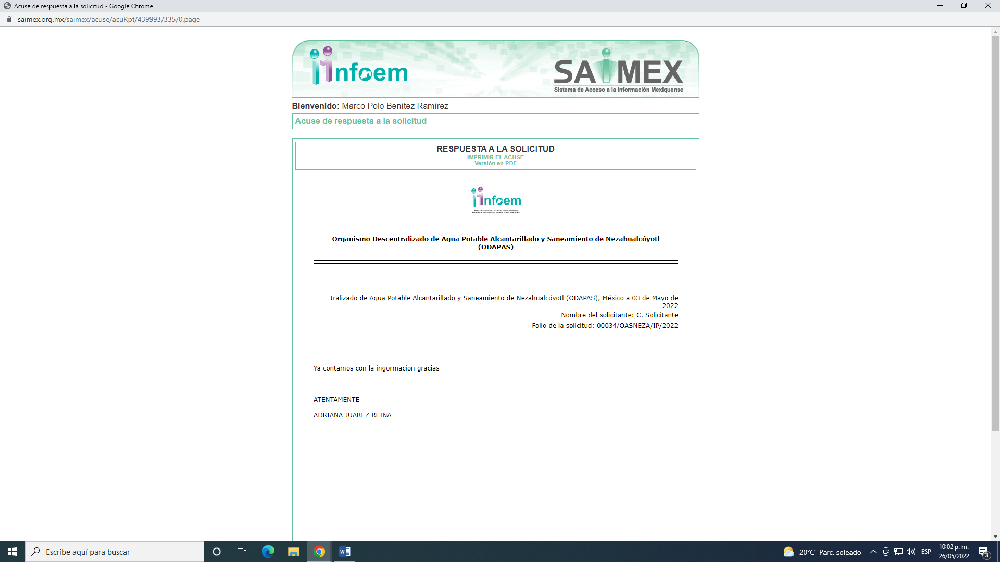 Acuse de respuesta a la solicitud - Google Chrome
saimex.org.mx/saimex/acuse/acuRpt/439993/335/0.page
infoem
SAiMEX
Sistema de Acceso a la Información Mexiquense
Bienvenido: Marco Polo Benítez Ramírez
Acuse de respuesta a la solicitud
RESPUESTA A LA SOLICITUD
IMPRIMIR EL ACUSE
Versión en PDF
infoem
Organismo Descentralizado de Agua Potable Alcantarillado y Saneamiento de Nezahualcóyotl
(ODAPAS)
tralizado de Agua Potable Alcantarillado y Saneamiento de Nezahualcóyotl (ODAPAS), México a 03 de Mayo de
2022
Nombre del solicitante: C. Solicitante
Folio de la solicitud: 00034/OASNEZA/IP/2022
Ya contamos con la ingormacion gracias
ATENTAMENTE
ADRIANA JUAREZ REINA
Escribe aquí para buscar
20°C Parc. soleado
ESP
10:02 p. m.
26/05/2022
3